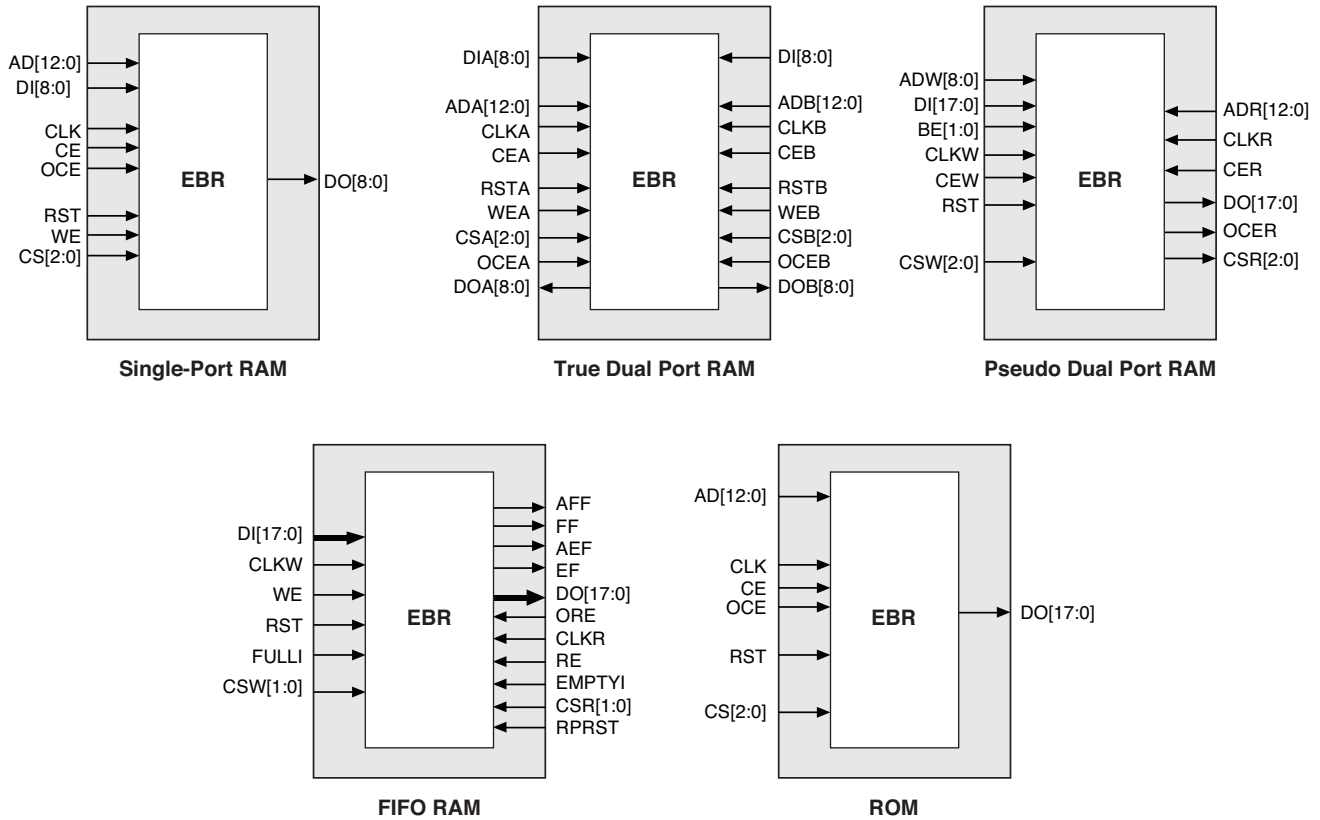 AD[12:0]
DI[8:0]
CLK
CE
OCE
RST
WE
CS[2:0]
EBR
DO[8:0]
Single-Port RAM
DIA[8:0]
ADA[12:0]
CLKA
CEA
RSTA
WEA
CSA[2:0]
OCEA
DOA[8:0]
EBR
DI[8:0]
ADB[12:0]
CLKB
CEB
RSTB
WEB
CSB[2:0]
OCEB
DOB[8:0]
True Dual Port RAM
ADW[8:0]
DI[17:0]
BE[1:0]
CLKW
CEW
RST
CSW[2:0]
EBR
ADR[12:0]
CLKR
CER
DO[17:0]
OCER
CSR[2:0]
Pseudo Dual Port RAM
DI[17:0]
CLKW
WE
RST
FULLI
CSW[1:0]
EBR
AFF
FF
AEF
EF
DO[17:0]
ORE
CLKR
RE
EMPTYI
CSR[1:0]
RPRST
FIFO RAM
AD[12:0]
CLK
CE
OCE
RST
CS[2:0]
EBR
DO[17:0]
ROM